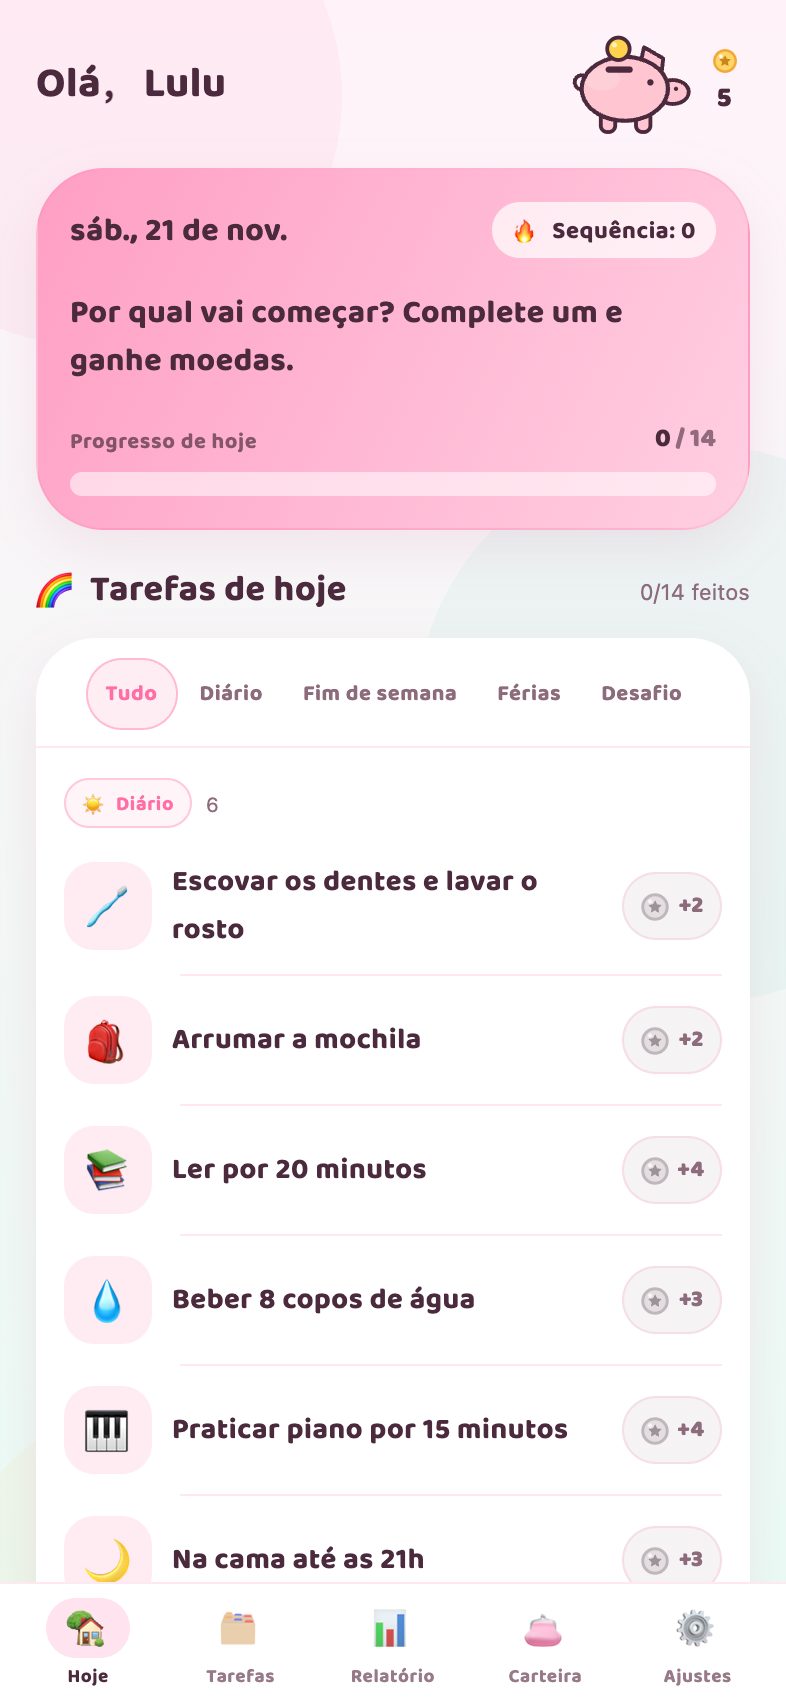 Olá, Lulu
5
sáb., 21 de nov.
Sequência: 0
Por qual vai começar? Complete um e
ganhe moedas.
Progresso de hoje
0 / 14
Tarefas de hoje
0/14 feitos
Tudo
Diário
Fim de semana
Férias
Desafio
Diário
6
Escovar os dentes e lavar o
rosto
+2
Arrumar a mochila
+2
Ler por 20 minutos
+4
Beber 8 copos de água
+3
Praticar piano por 15 minutos
+4
Na cama até as 21h
+3
Hoje
Tarefas
Relatório
Carteira
Ajustes